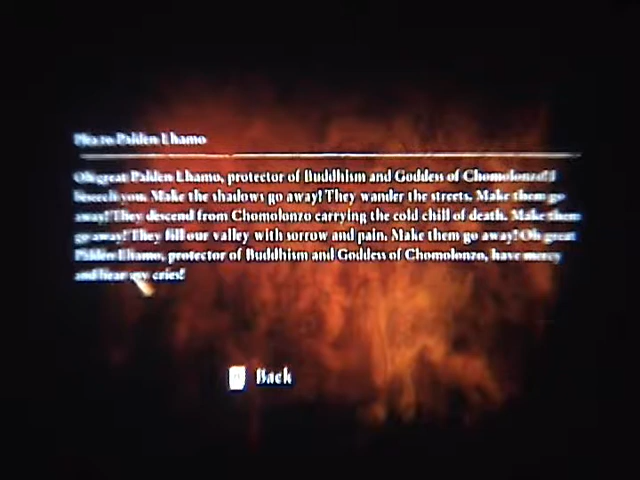 Plea to Palden Lhamo
Oh great Palden Lhamo, protector of Buddhism and Goddess of Chomolonzo! I
beseech you. Make the shadows go away! They wander the streets. Make them go
away! They descend from Chomolonzo carrying the cold chill of death. Make them
go away! They fill our valley with sorrow and pain. Make them go away! Oh great
Palden Lhamo, protector of Buddhism and Goddess of Chomolonzo, have mercy
and hear my cries!
Back